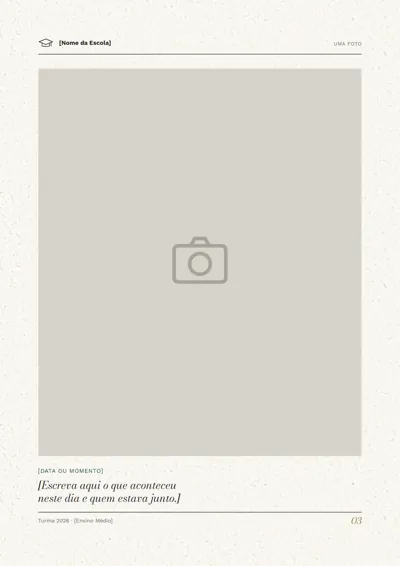 [Nome da Escola]
UMA FOTO
[DATA OU MOMENTO]
[Escreva aqui o que aconteceu
neste dia e quem estava junto.]
Turma 2026 · [Ensino Médio]
03